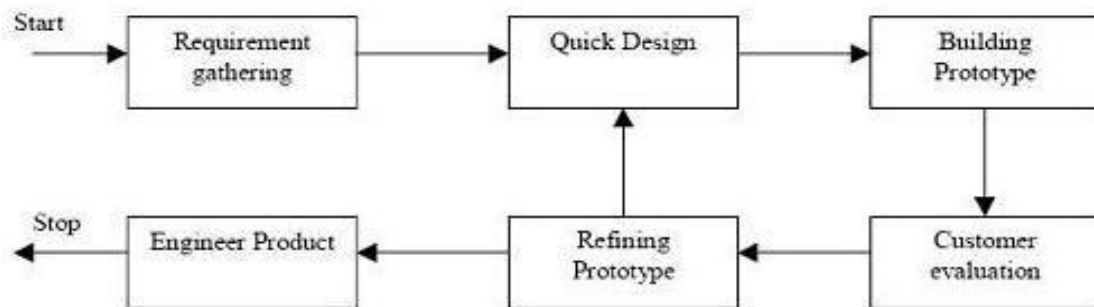 Start
Requirement
gathering
Quick Design
Building
Prototype
Stop
Engineer Product
Refining
Prototype
Customer
evaluation